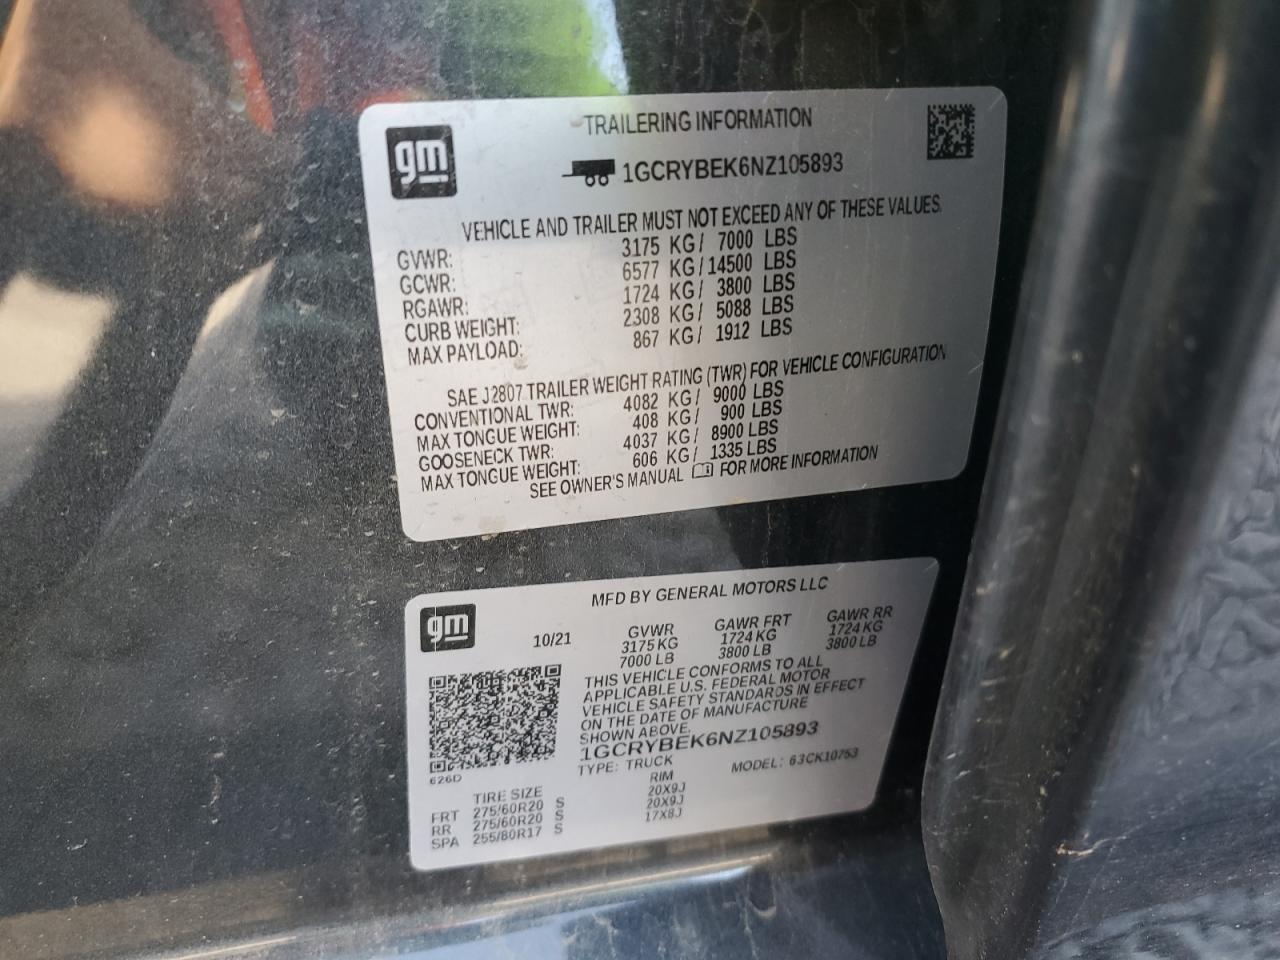 gm
TRAILERING INFORMATION
1GCRYBEK6NZ105893
VEHICLE AND TRAILER MUST NOT EXCEED ANY OF THESE VALUES.
GVWR: 3175 KG/ 7000 LBS
GCWR: 6577 KG/14500 LBS
RGAWR: 1724 KG/ 3800 LBS
CURB WEIGHT: 2308 KG/ 5088 LBS
MAX PAYLOAD: 867 KG/ 1912 LBS
SAE J2807 TRAILER WEIGHT RATING (TWR) FOR VEHICLE CONFIGURATION
CONVENTIONAL TWR: 4082 KG/ 9000 LBS
MAX TONGUE WEIGHT: 408 KG/ 900 LBS
GOOSENECK TWR: 4037 KG/ 8900 LBS
MAX TONGUE WEIGHT: 606 KG/ 1335 LBS
SEE OWNER'S MANUAL FOR MORE INFORMATION
gm
MFD BY GENERAL MOTORS LLC
10/21 GVWR GAWR FRT GAWR RR
3175 KG 1724 KG 1724 KG
7000 LB 3800 LB 3800 LB
THIS VEHICLE CONFORMS TO ALL
APPLICABLE U.S. FEDERAL MOTOR
VEHICLE SAFETY STANDARDS IN EFFECT
ON THE DATE OF MANUFACTURE
SHOWN ABOVE.
1GCRYBEK6NZ105893
TYPE: TRUCK MODEL: 63CK10753
626D
TIRE SIZE RIM
FRT 275/60R20 S 20X9J
RR 275/60R20 S 20X9J
SPA 255/80R17 S 17X8J